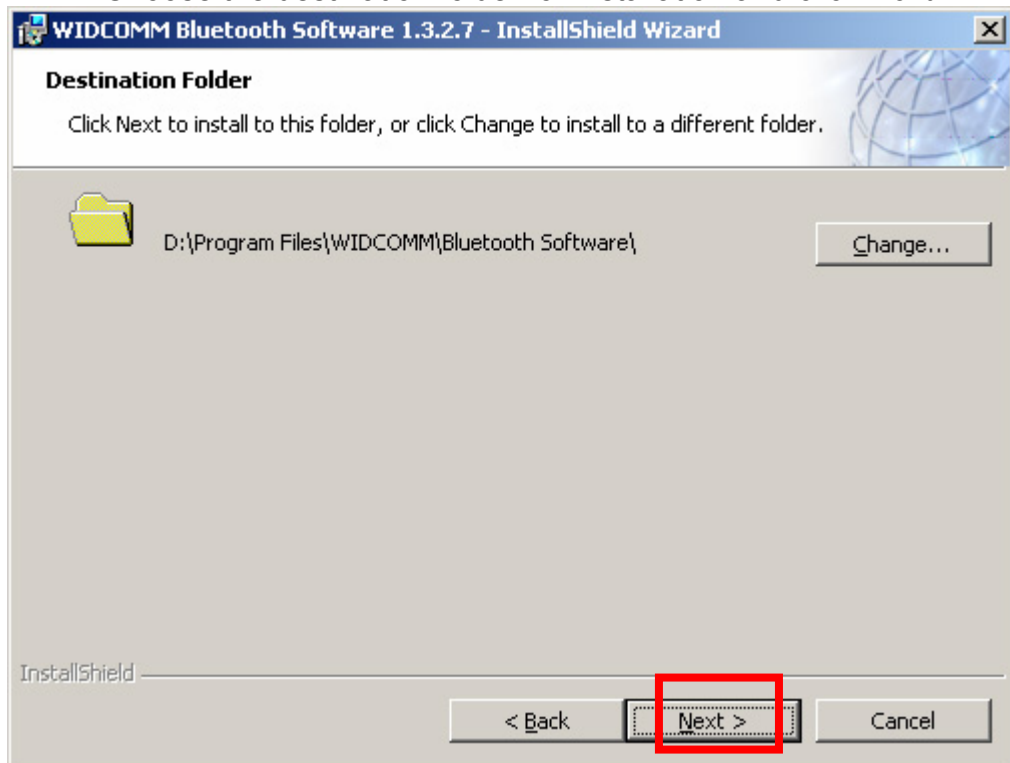 WIDCOMM Bluetooth Software 1.3.2.7 - InstallShield Wizard
Destination Folder
Click Next to install to this folder, or click Change to install to a different folder.
D:\Program Files\WIDCOMM\Bluetooth Software\
Change...
InstallShield
< Back Next > Cancel